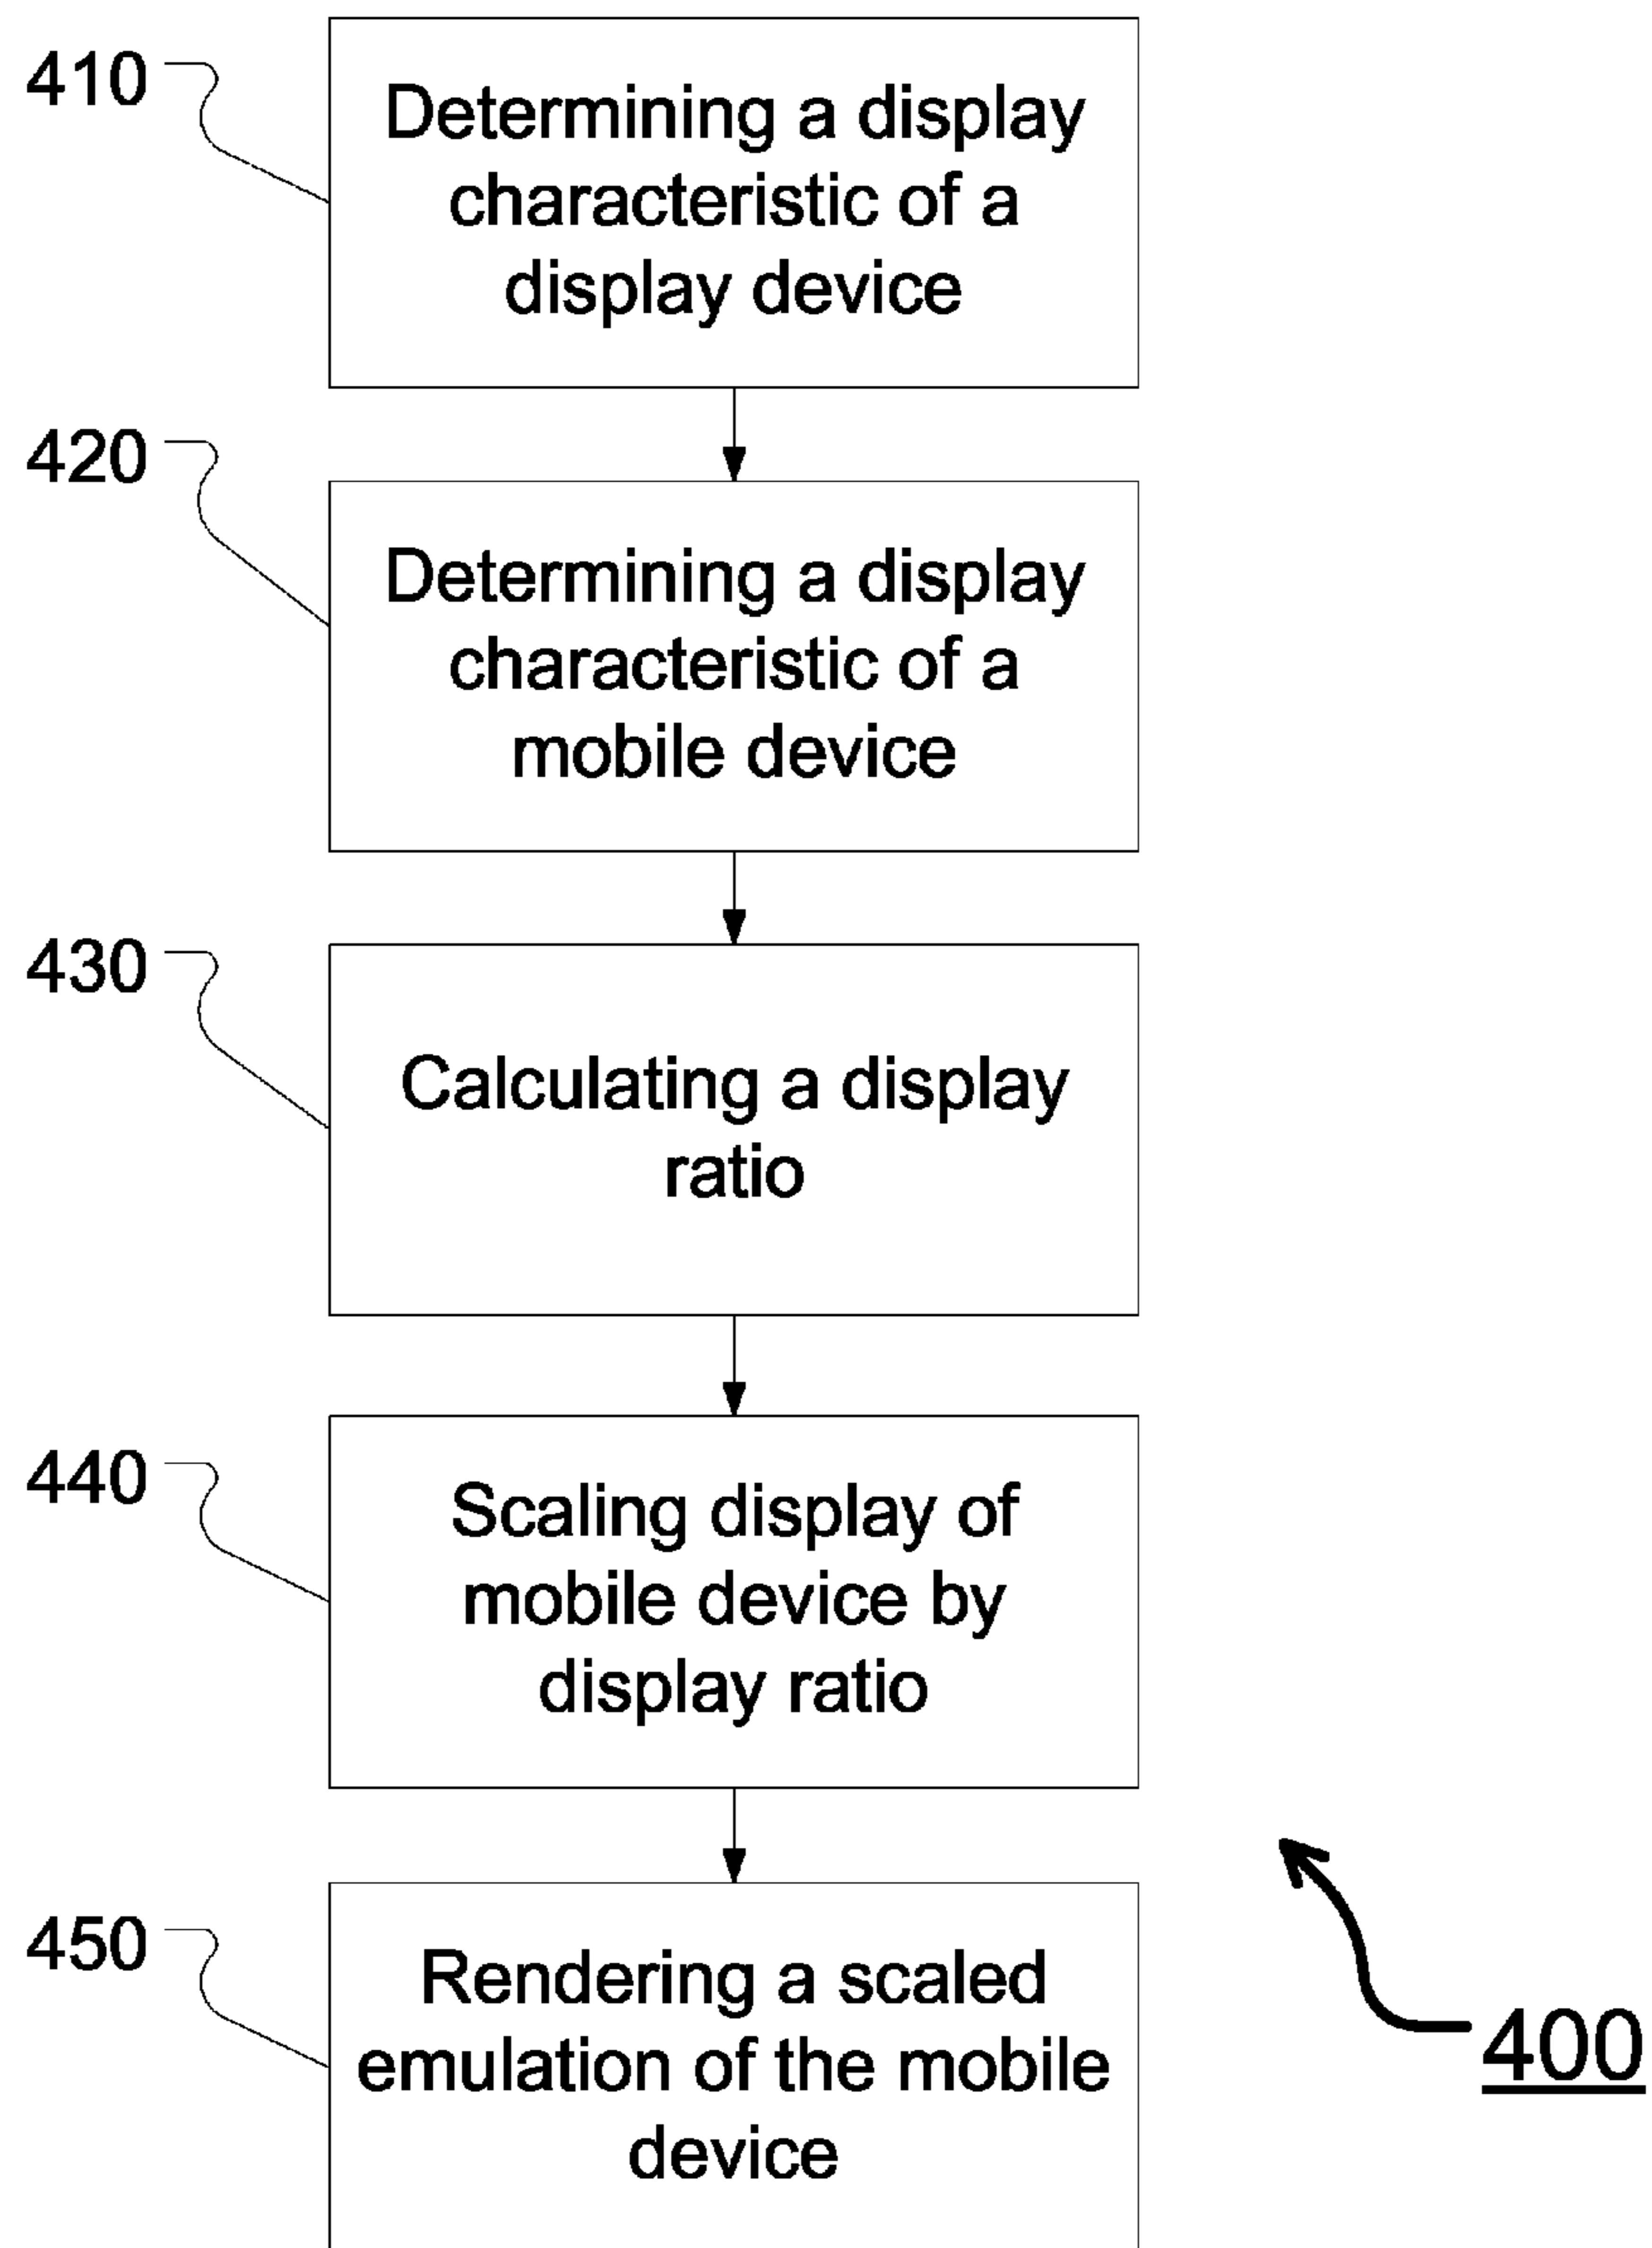 410
Determining a display
characteristic of a
display device
420
Determining a display
characteristic of a
mobile device
430
Calculating a display
ratio
440
Scaling display of
mobile device by
display ratio
450
Rendering a scaled
emulation of the mobile
device
400